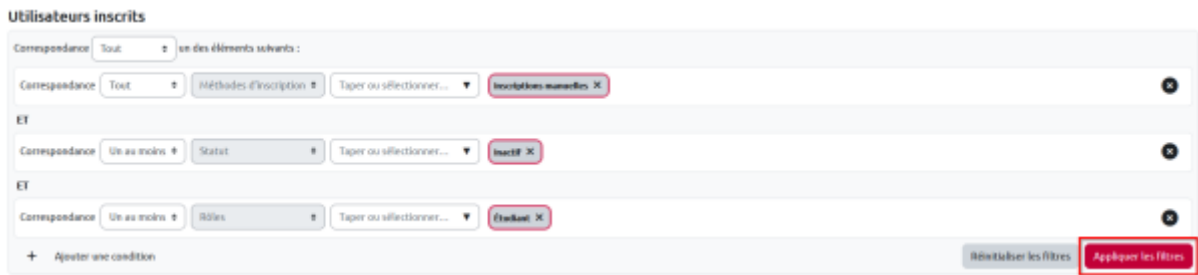 Utilisateurs inscrits
Correspondance Tout un des éléments suivants :
Correspondance Tout Méthodes d'inscription Taper ou sélectionner... ▼ Inscriptions manuelles ×
ET
Correspondance Un au moins Statut Taper ou sélectionner... ▼ Inactif ×
ET
Correspondance Un au moins Rôles Taper ou sélectionner... ▼ Étudiant ×
+ Ajouter une condition Réinitialiser les filtres Appliquer les filtres